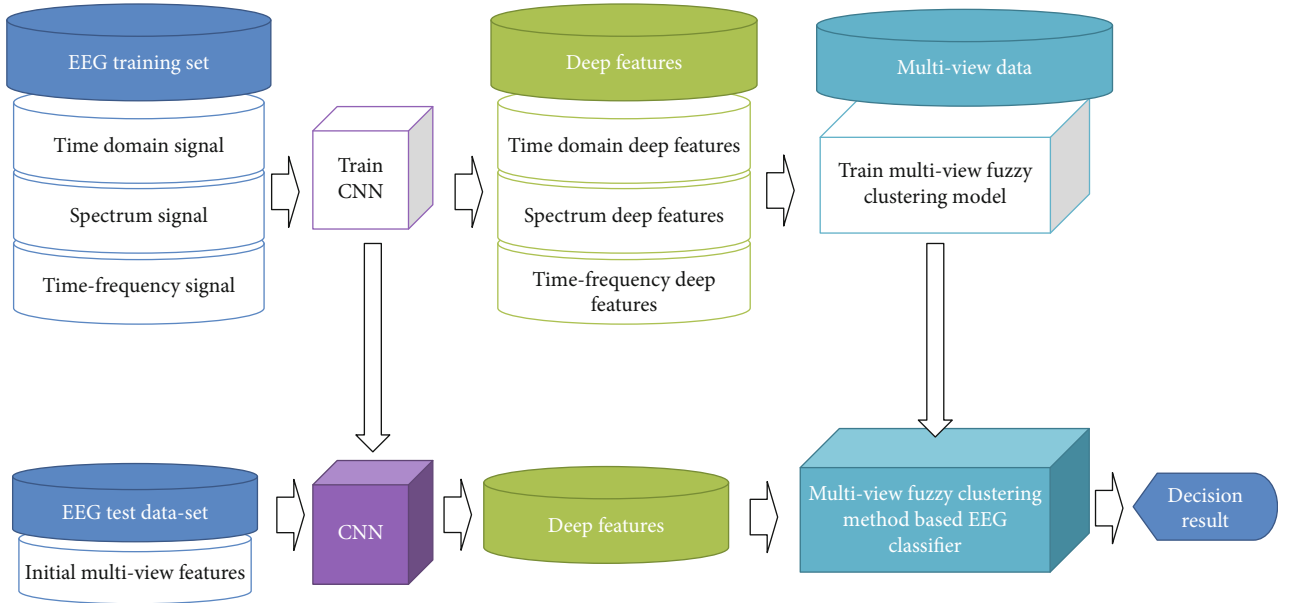 EEG training set
Time domain signal
Spectrum signal
Time-frequency signal
Train
CNN
Deep features
Time domain deep features
Spectrum deep features
Time-frequency deep
features
Multi-view data
Train multi-view fuzzy
clustering model
EEG test data-set
Initial multi-view features
CNN
Deep features
Multi-view fuzzy clustering
method based EEG
classifier
Decision
result